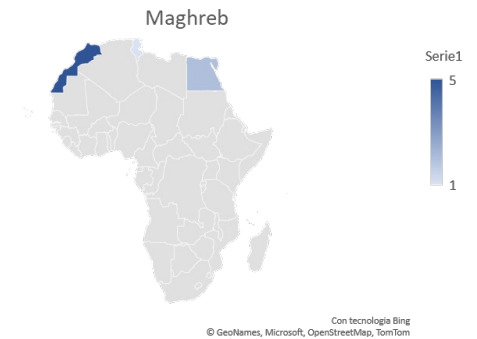 Maghreb
Serie1
5
1
Con tecnologia Bing
© GeoNames, Microsoft, OpenStreetMap, TomTom